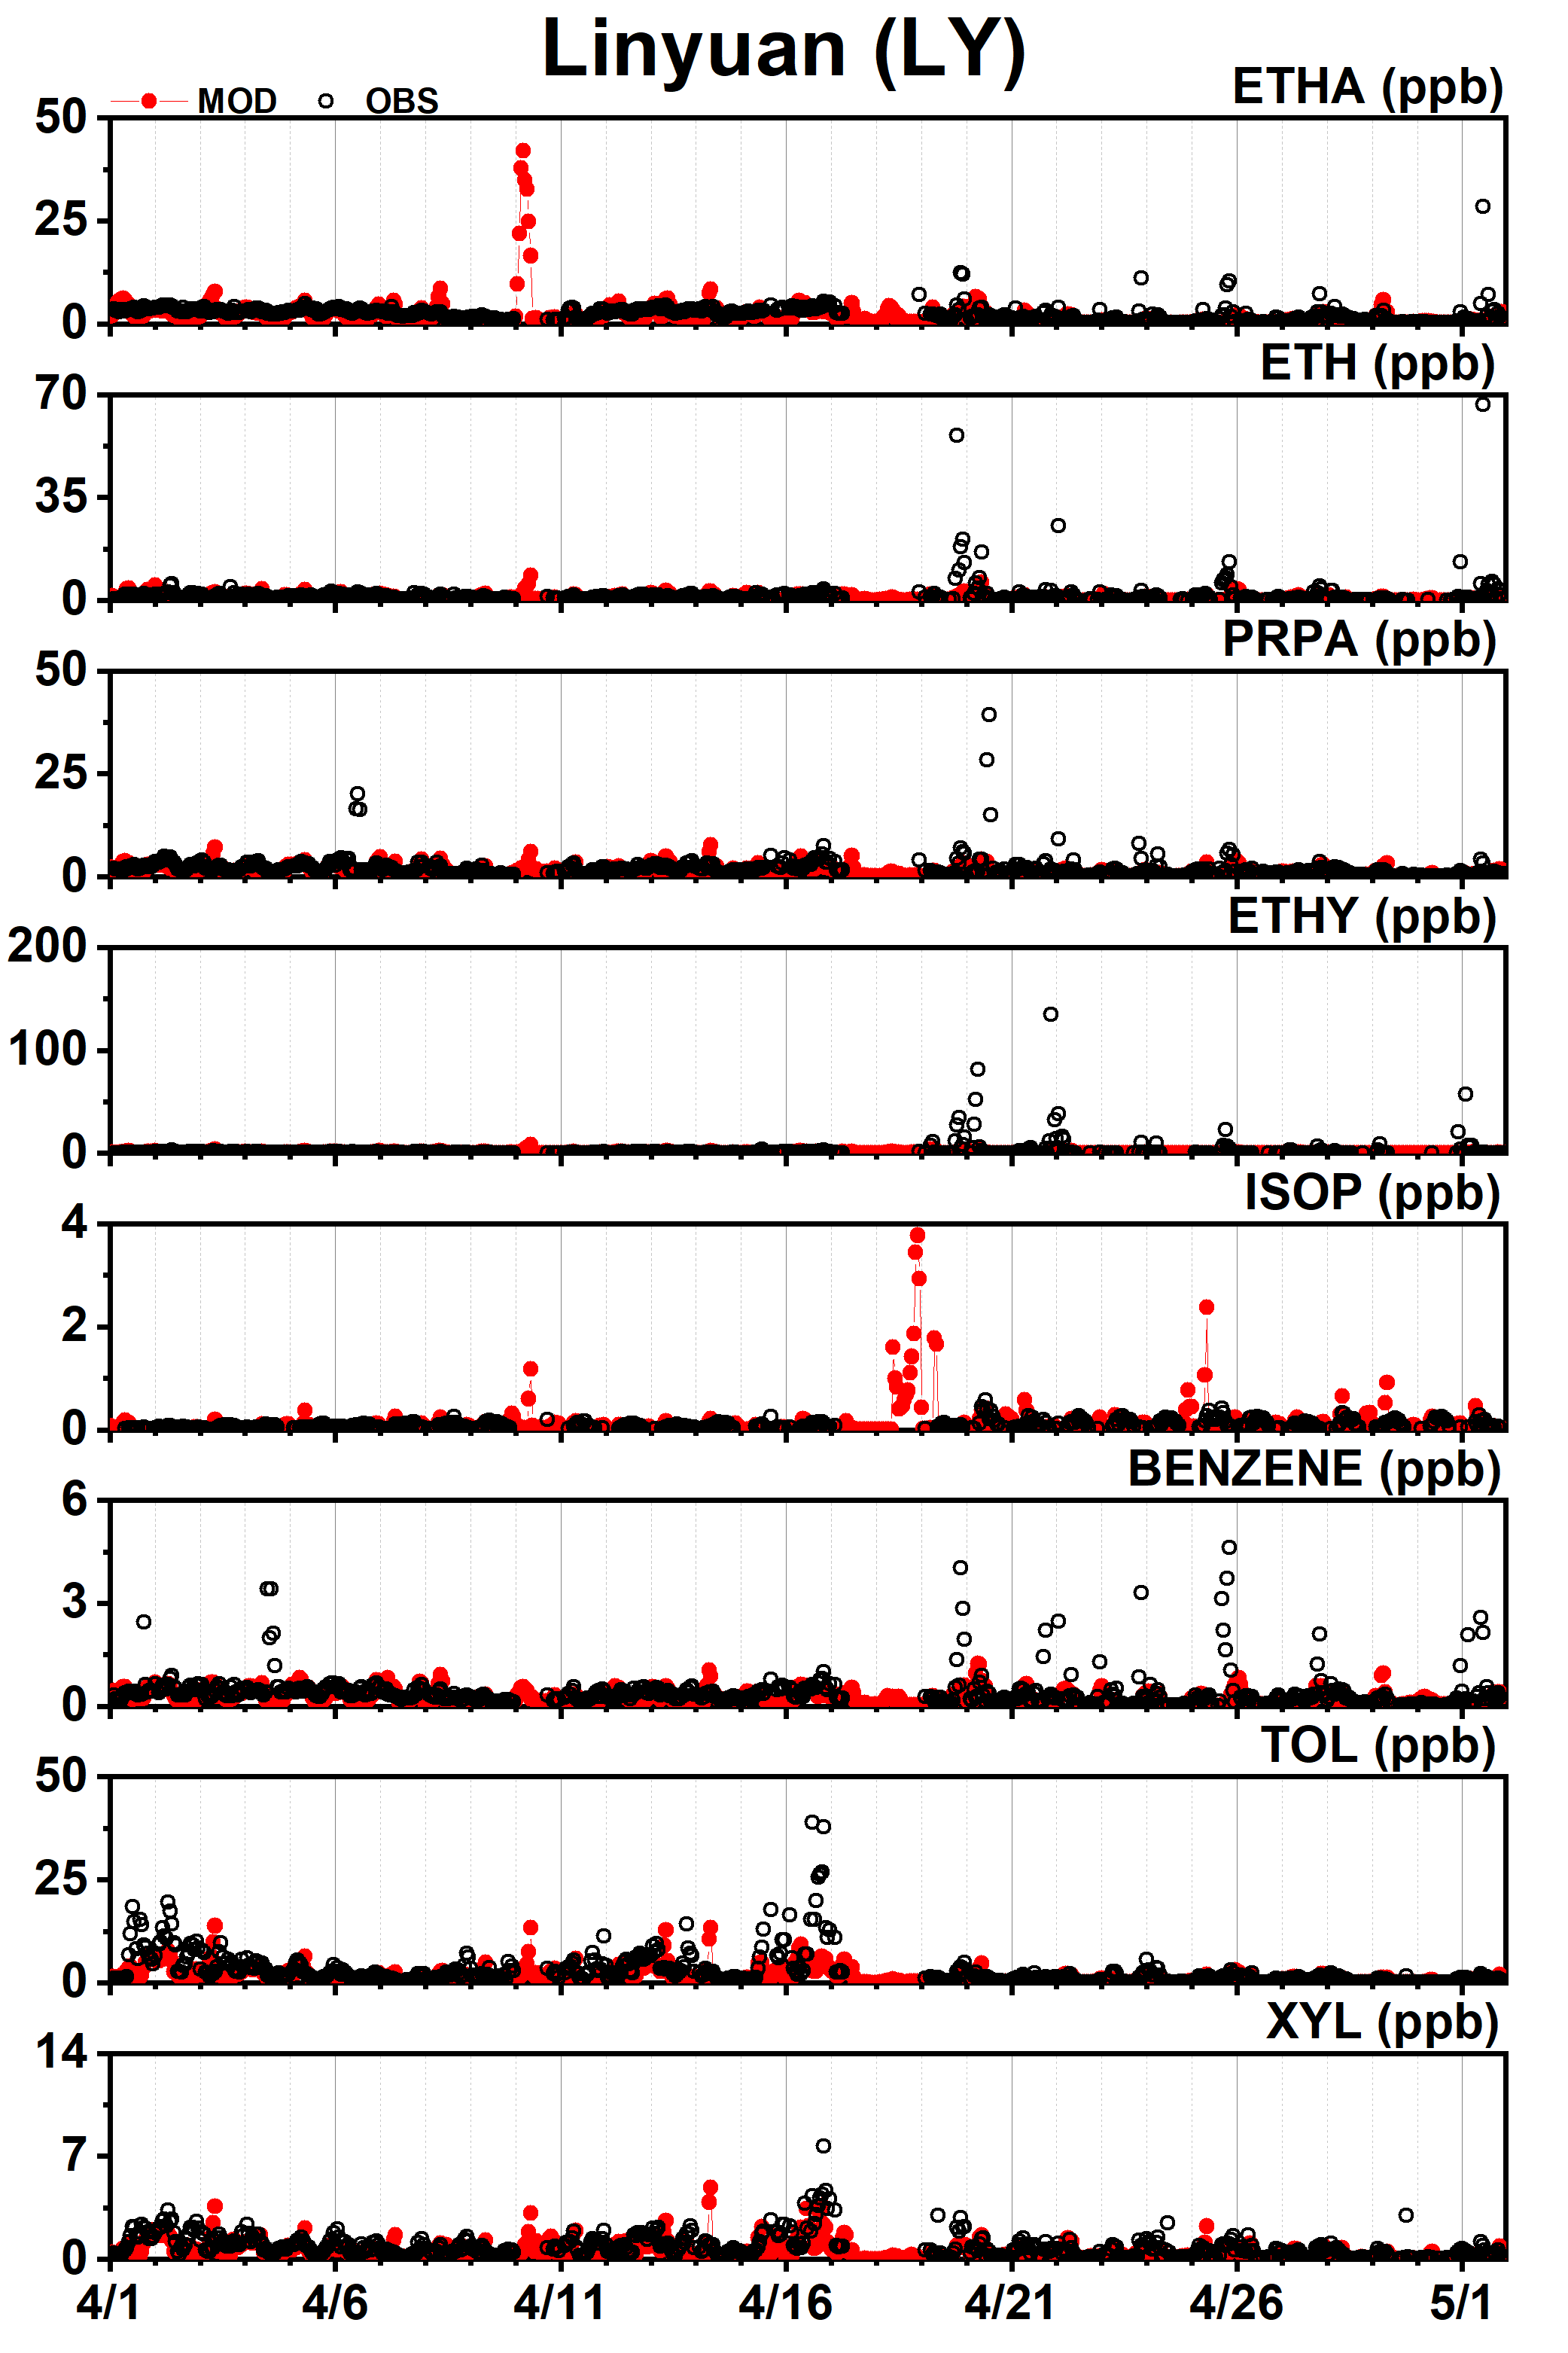 Linyuan (LY)
MOD OBS
ETHA (ppb)
50
25
0
ETH (ppb)
70
35
0
PRPA (ppb)
50
25
0
ETHY (ppb)
200
100
0
ISOP (ppb)
4
2
0
BENZENE (ppb)
6
3
0
TOL (ppb)
50
25
0
XYL (ppb)
14
7
0
4/1 4/6 4/11 4/16 4/21 4/26 5/1